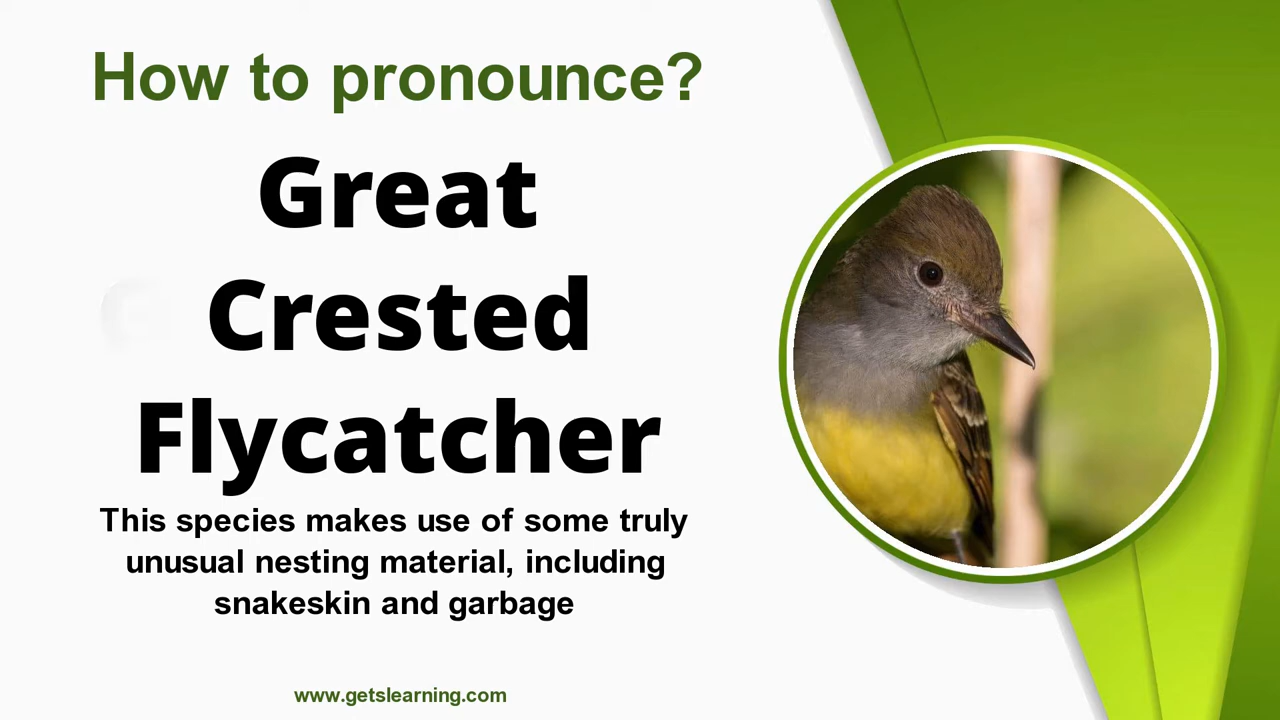 How to pronounce?
Great
Crested
Flycatcher
This species makes use of some truly
unusual nesting material, including
snakeskin and garbage
www.getslearning.com